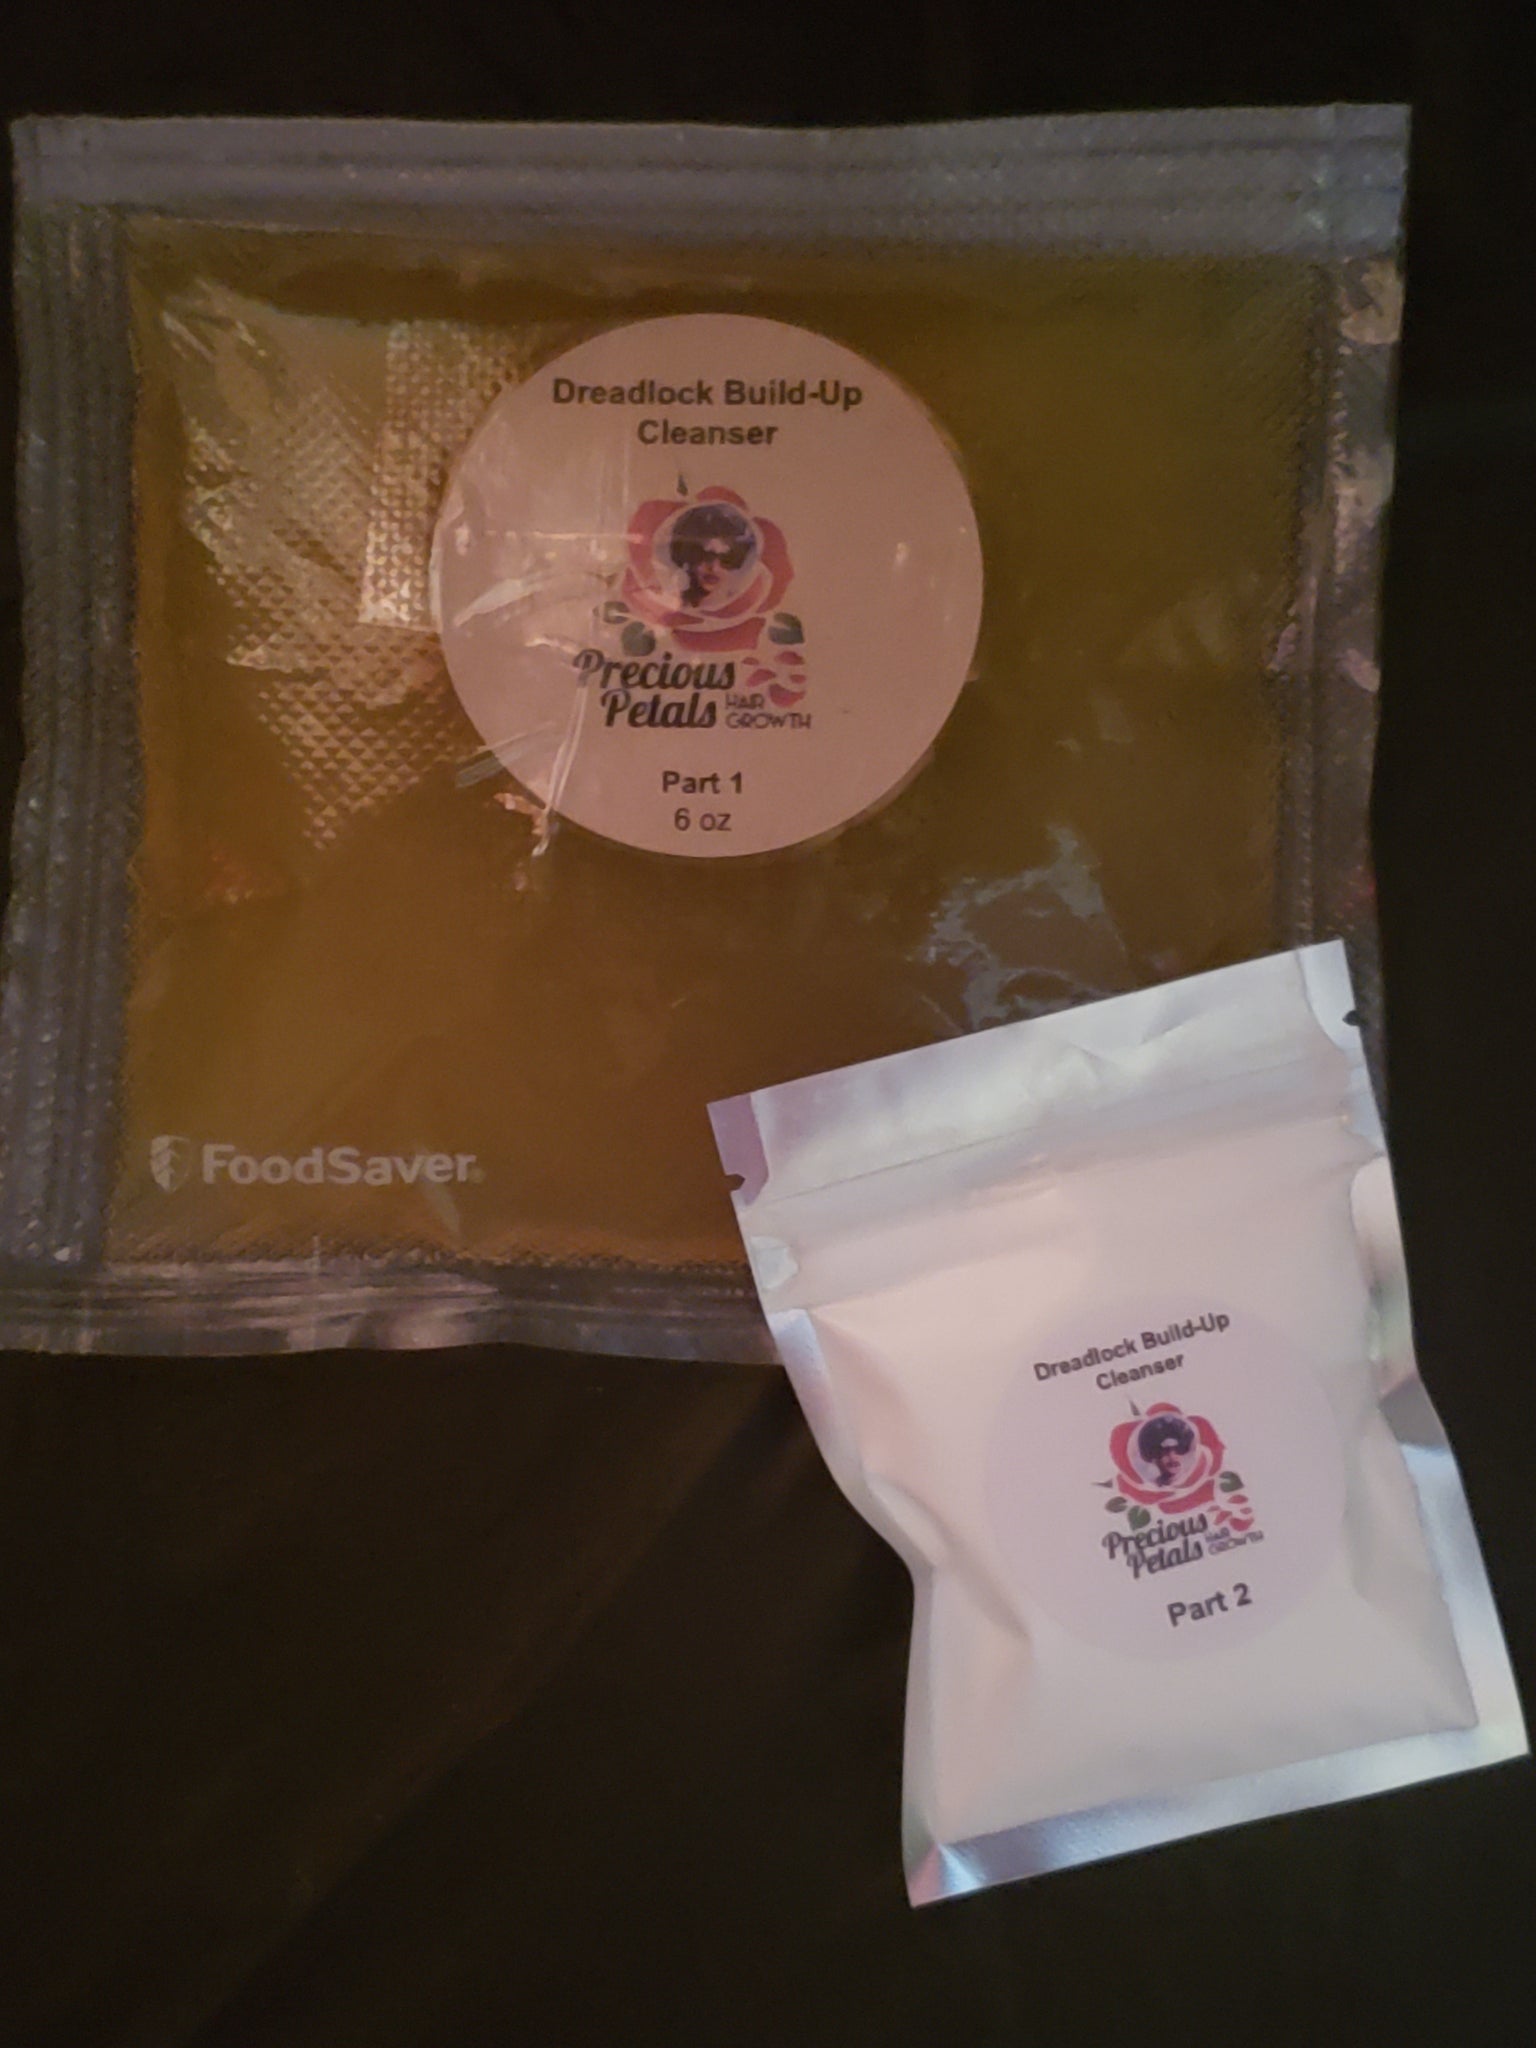 Dreadlock Build-Up
Cleanser
Precious
Petals HAIR
GROWTH
Part 1
6 oz
FoodSaver
Dreadlock Build-Up
Cleanser
Precious
Petals HAIR
GROWTH
Part 2